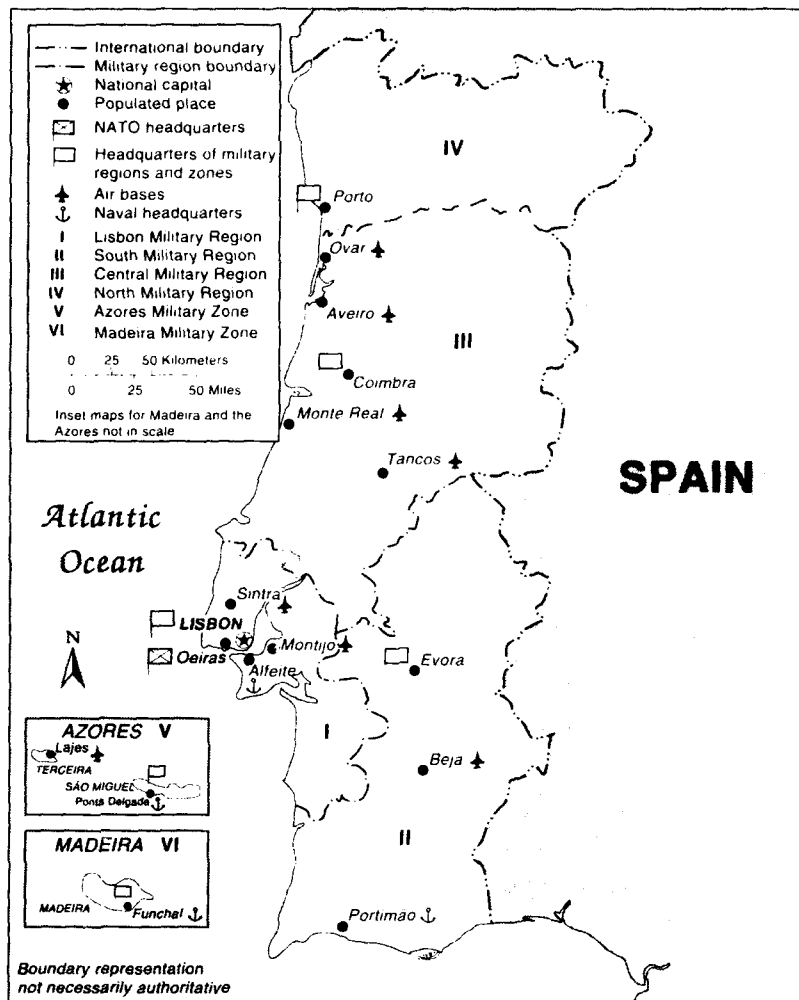 International boundary
Military region boundary
National capital
Populated place
NATO headquarters
Headquarters of military
regions and zones
Air bases
Naval headquarters
I Lisbon Military Region
II South Military Region
III Central Military Region
IV North Military Region
V Azores Military Zone
VI Madeira Military Zone
0 25 50 Kilometers
0 25 50 Miles
Inset maps for Madeira and the
Azores not in scale
IV
Porto
Ovar
Aveiro
III
Coimbra
Monte Real
Tancos
SPAIN
Atlantic
Ocean
Sintra
LISBON
Oeiras
Montijo
Alfeite
Evora
N
I
Beja
II
Portimão
AZORES V
Lajes
TERCEIRA
SÃO MIGUEL
Ponta Delgada
MADEIRA VI
MADEIRA
Funchal
Boundary representation
not necessarily authoritative